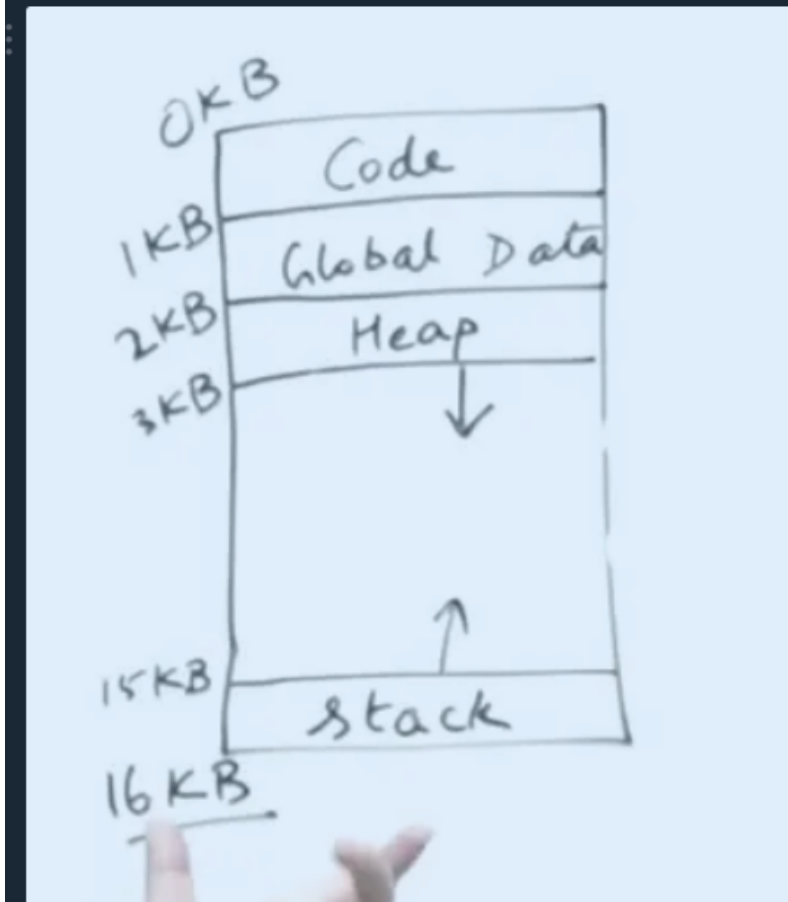 0KB
Code
1KB
Global Data
2KB
Heap
3KB
15KB
stack
16KB